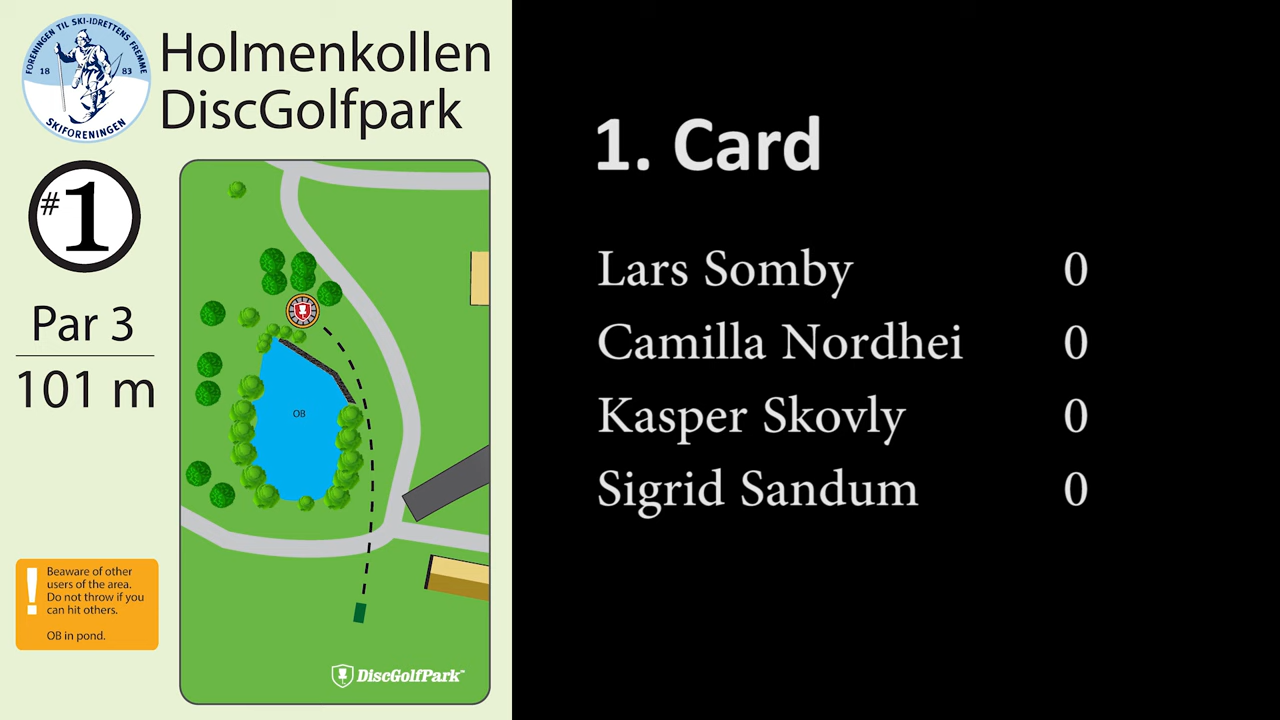 FORENINGEN TIL SKI-IDRETTENS FREMME
18 83
SKIFORENINGEN
Holmenkollen
DiscGolfpark
#1
Par 3
101 m
OB
!
Beaware of other
users of the area.
Do not throw if you
can hit others.
OB in pond.
DiscGolfPark™
1. Card
Lars Somby 0
Camilla Nordhei 0
Kasper Skovly 0
Sigrid Sandum 0